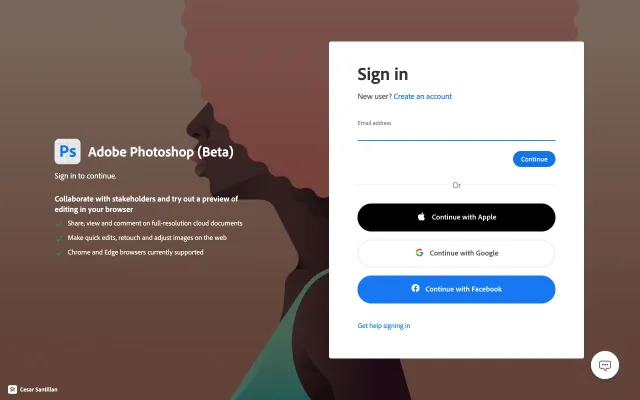 Ps Adobe Photoshop (Beta)
Sign in to continue.
Collaborate with stakeholders and try out a preview of
editing in your browser
Share, view and comment on full-resolution cloud documents
Make quick edits, retouch and adjust images on the web
Chrome and Edge browsers currently supported
Sign in
New user? Create an account
Email address
Continue
Or
Continue with Apple
Continue with Google
Continue with Facebook
Get help signing in
St Cesar Santillan